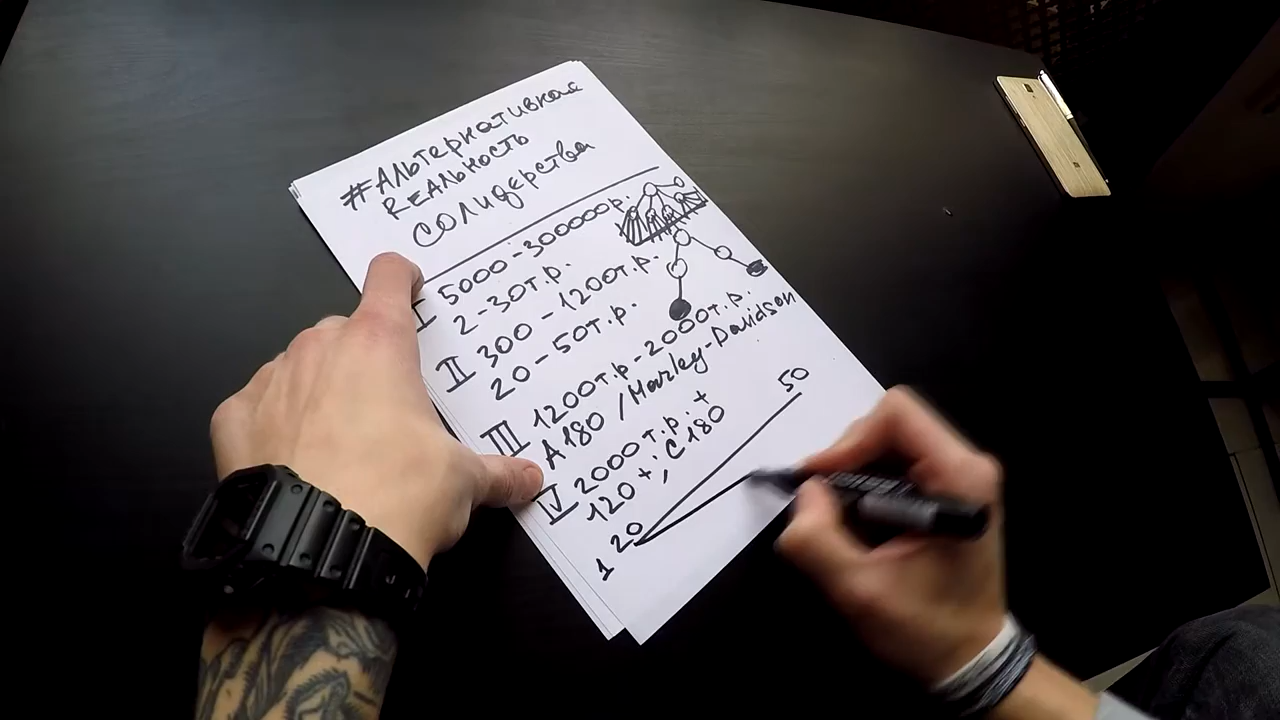 #Альтернативная
Реальность
Солидерства
I 5000-300000р.
2-30т.р.
II 300-1200т.р.
20-50т.р.
III 1200т.р-2000т.р.
A180/Harley-Davidson
IV 2000т.р.+
120+, C180
50
20
1